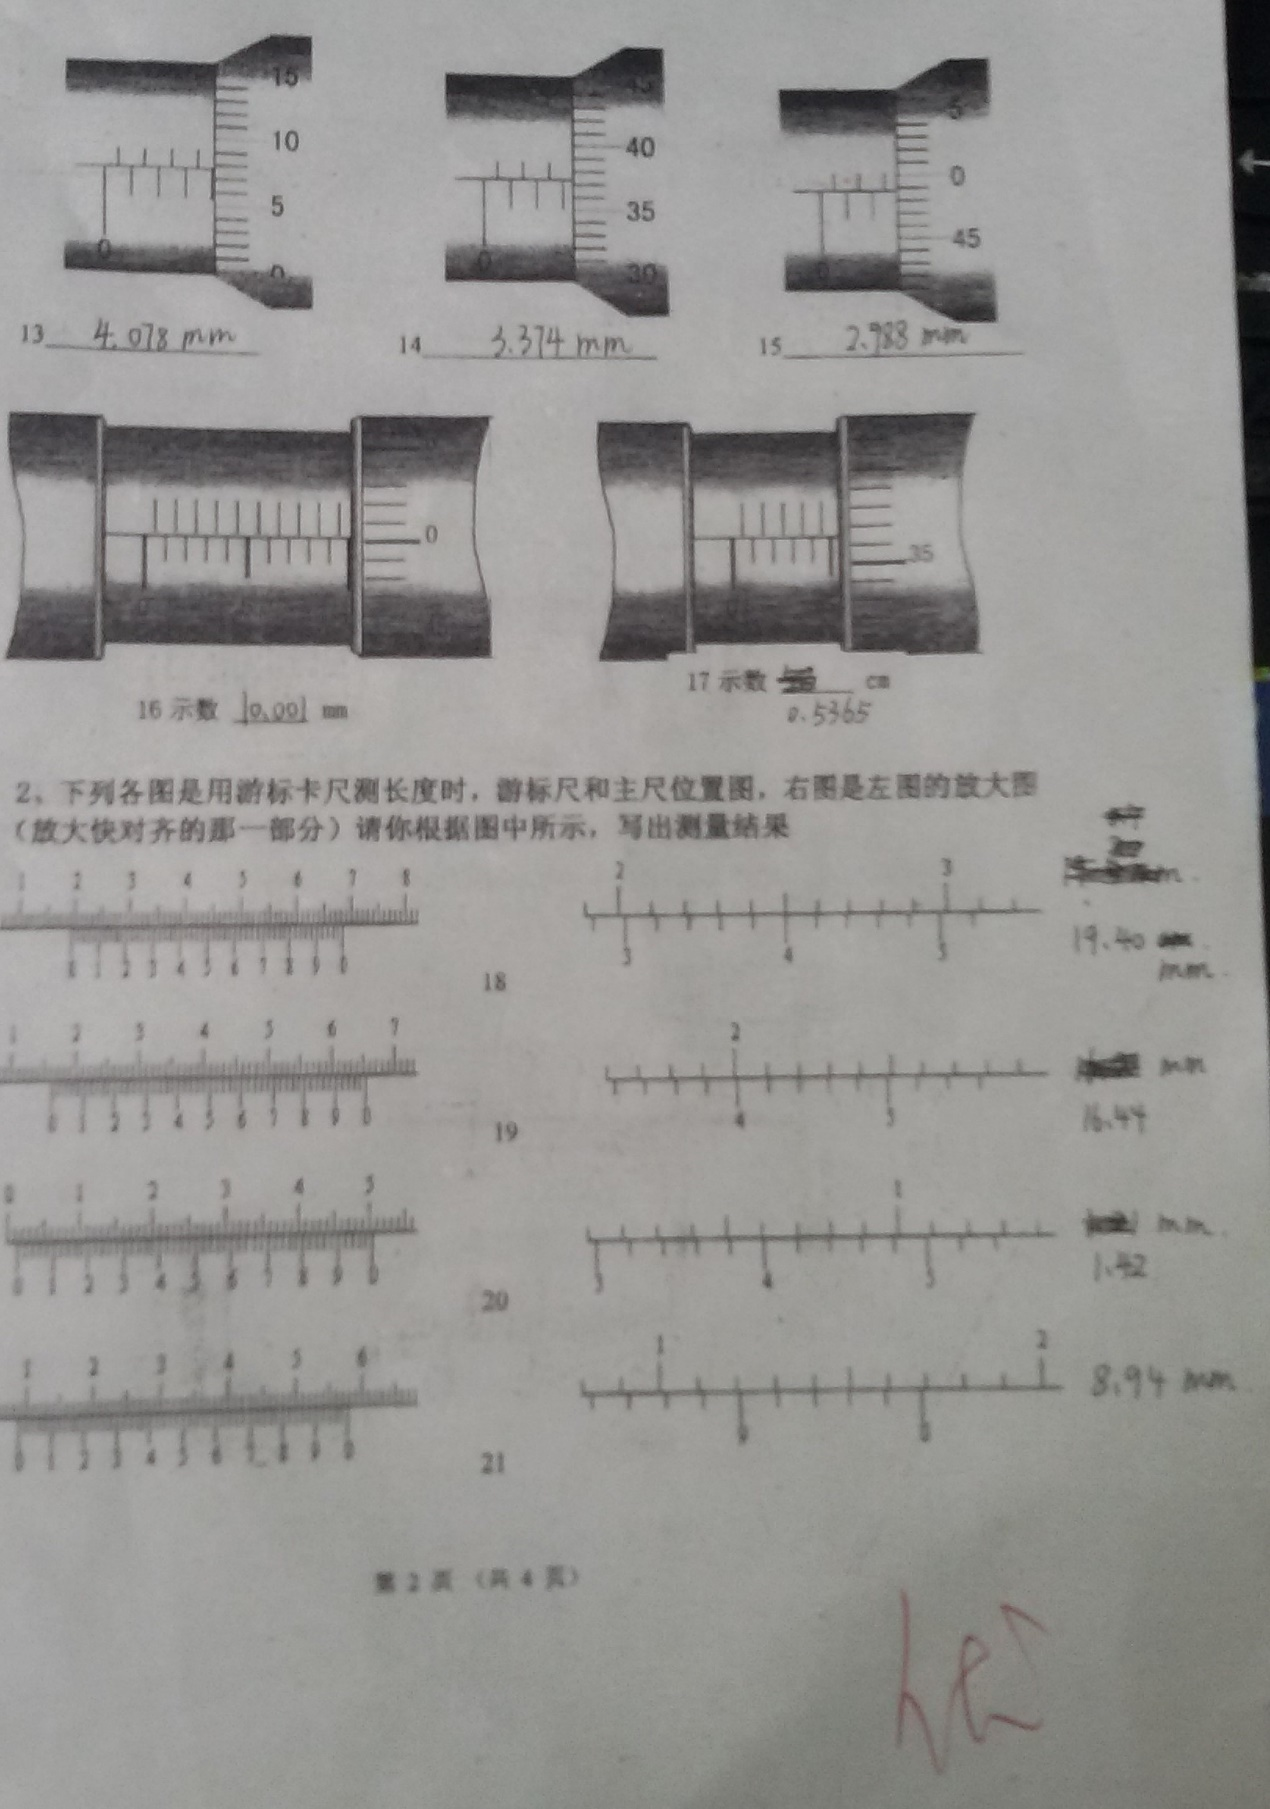 15
10
5
0
0
13 4.078 mm
45
40
35
30
0
14 3.374 mm
5
0
45
0
15 2.988 mm
0
0
16 示数 10.001 mm
35
0
17 示数 cm
0.5365
2、下列各图是用游标卡尺测长度时，游标尺和主尺位置图，右图是左图的放大图
（放大快对齐的那一部分）请你根据图中所示，写出测量结果
1 2 3 4 5 6 7 8
0 1 2 3 4 5 6 7 8 9 0
18
2 3
3 4 5
19.40
mm.
1 2 3 4 5 6 7
0 1 2 3 4 5 6 7 8 9 0
19
2
4 5
mm
16.44
0 1 2 3 4 5
0 1 2 3 4 5 6 7 8 9 0
20
1
3 4 5
mm.
1.42
1 2 3 4 5 6
0 1 2 3 4 5 6 7 8 9 0
21
1 2
0
8.94 mm
第 2 页 （共 4 页）